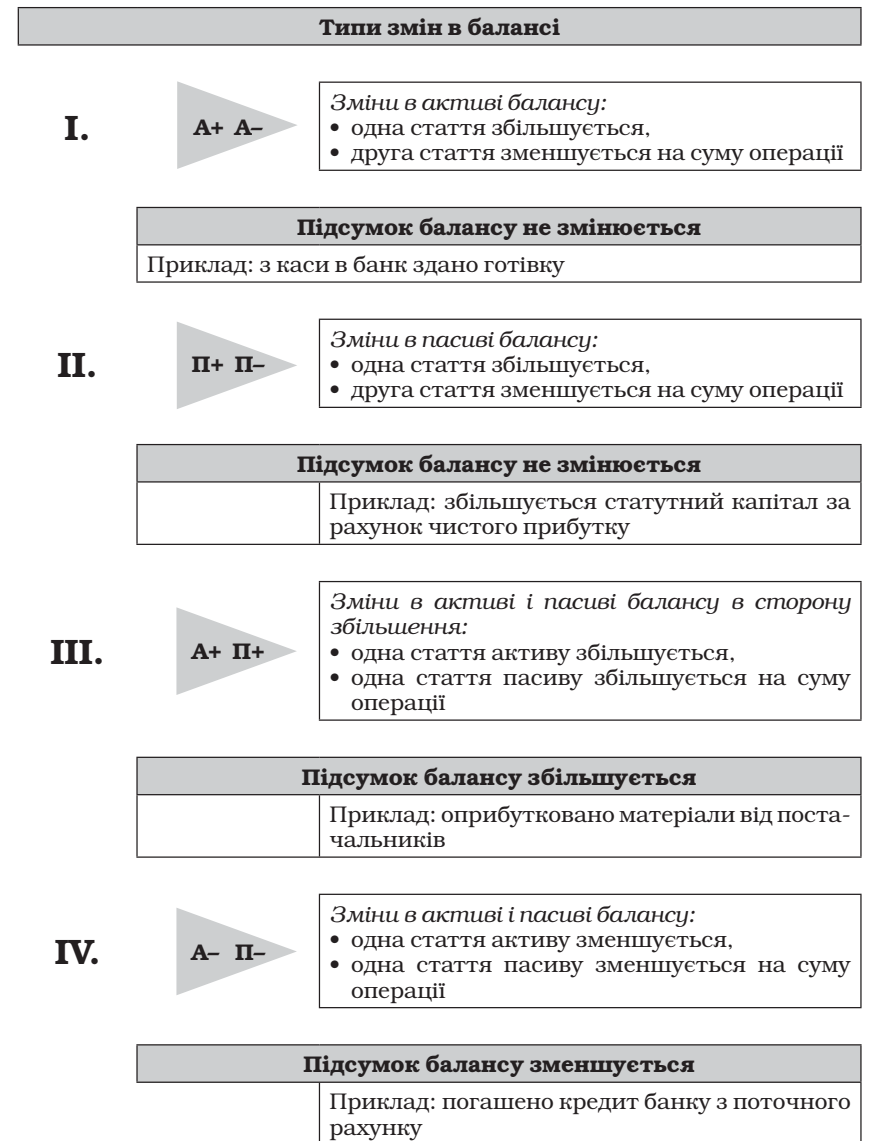 Типи змін в балансі
I.
А+ А–
Зміни в активі балансу:
• одна стаття збільшується,
• друга стаття зменшується на суму операції
Підсумок балансу не змінюється
Приклад: з каси в банк здано готівку
II.
П+ П–
Зміни в пасиві балансу:
• одна стаття збільшується,
• друга стаття зменшується на суму операції
Підсумок балансу не змінюється
Приклад: збільшується статутний капітал за
рахунок чистого прибутку
III.
А+ П+
Зміни в активі і пасиві балансу в сторону
збільшення:
• одна стаття активу збільшується,
• одна стаття пасиву збільшується на суму
операції
Підсумок балансу збільшується
Приклад: оприбутковано матеріали від поста-
чальників
IV.
А– П–
Зміни в активі і пасиві балансу:
• одна стаття активу зменшується,
• одна стаття пасиву зменшується на суму
операції
Підсумок балансу зменшується
Приклад: погашено кредит банку з поточного
рахунку